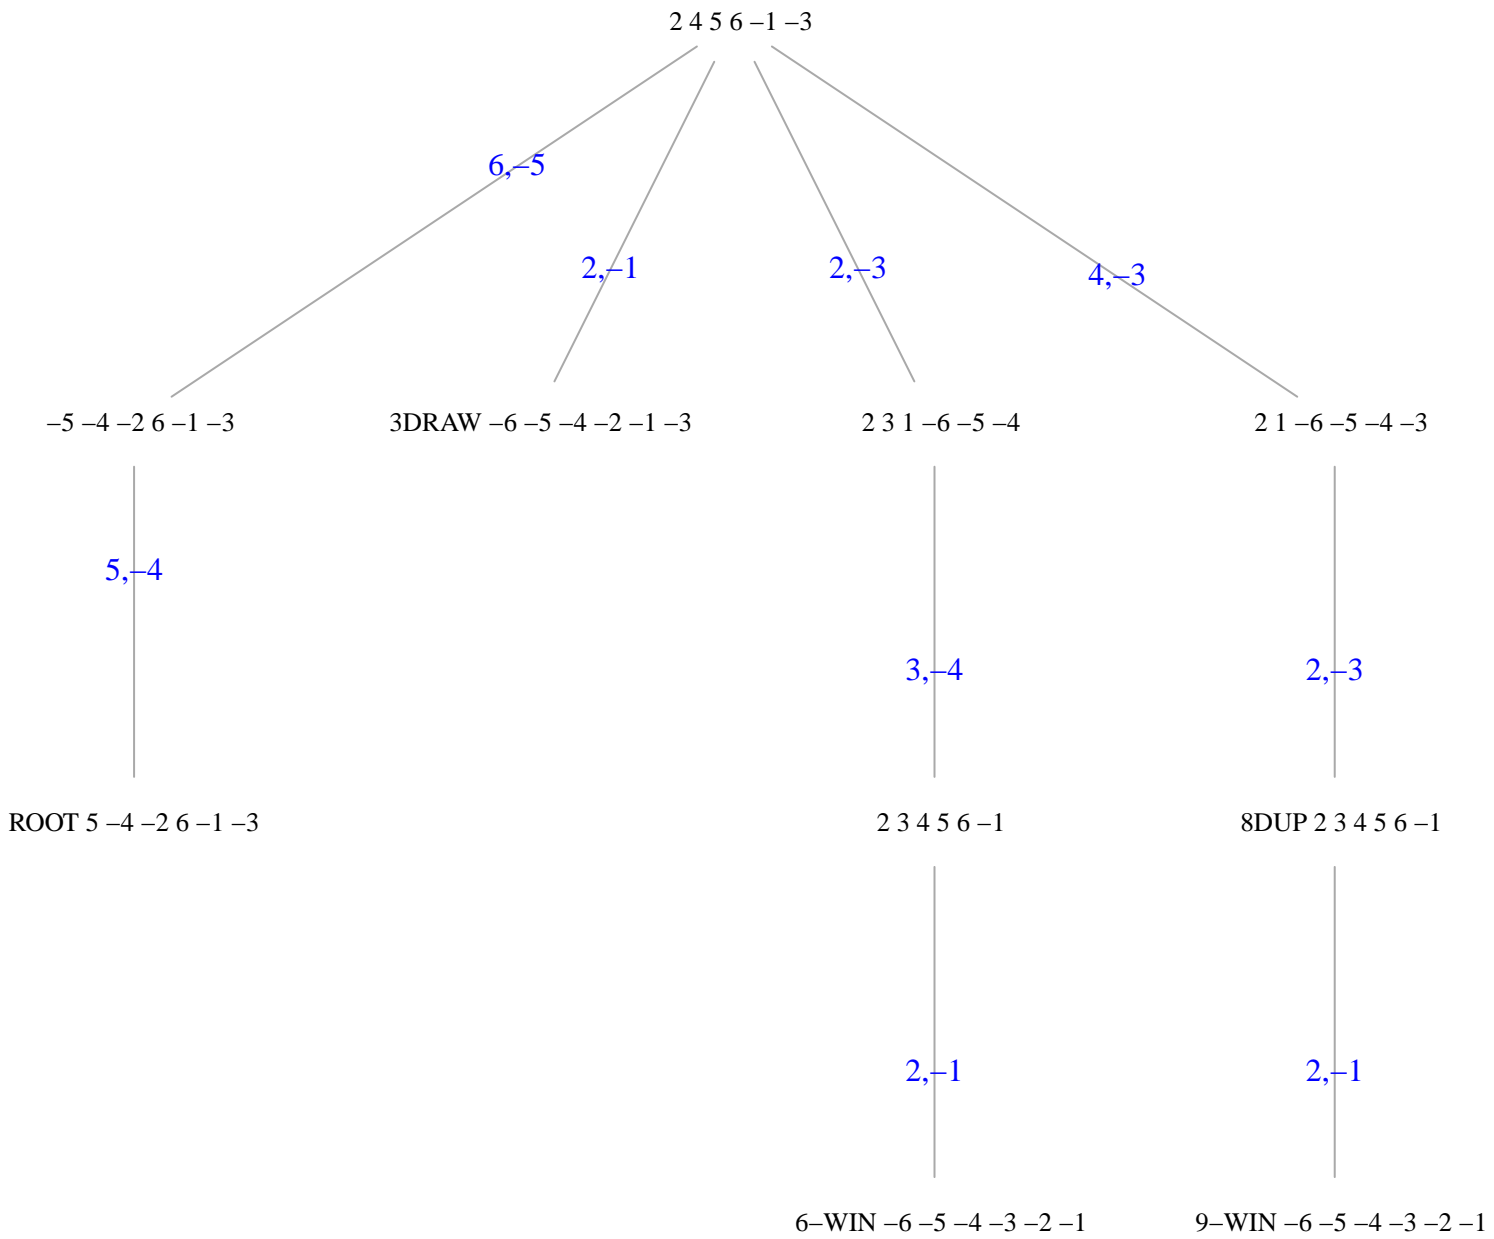 2 4 5 6 –1 –3
6,–5
2,–1
2,–3
4,–3
–5 –4 –2 6 –1 –3
3DRAW –6 –5 –4 –2 –1 –3
2 3 1 –6 –5 –4
2 1 –6 –5 –4 –3
5,–4
3,–4
2,–3
ROOT 5 –4 –2 6 –1 –3
2 3 4 5 6 –1
8DUP 2 3 4 5 6 –1
2,–1
2,–1
6–WIN –6 –5 –4 –3 –2 –1
9–WIN –6 –5 –4 –3 –2 –1